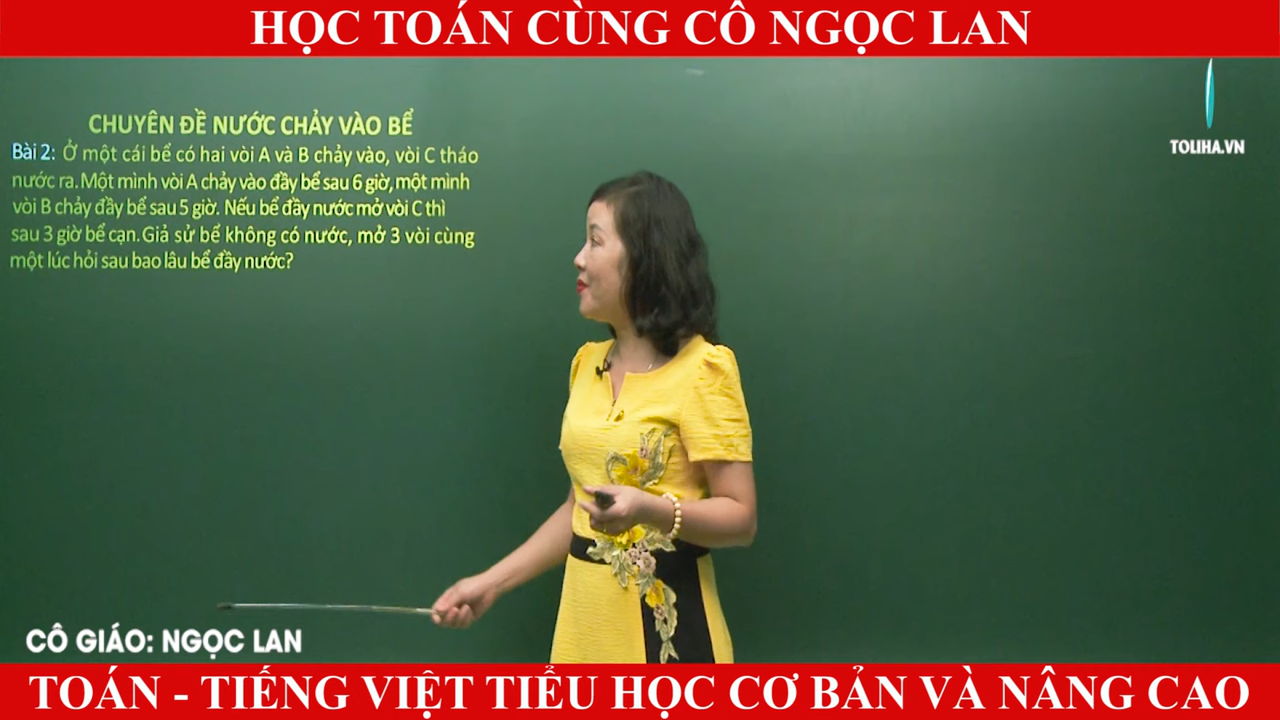 HỌC TOÁN CÙNG CÔ NGỌC LAN
TOLIHA.VN
CHUYÊN ĐỀ NƯỚC CHẢY VÀO BỂ
Bài 2: Ở một cái bể có hai vòi A và B chảy vào, vòi C tháo
nước ra. Một mình vòi A chảy vào đầy bể sau 6 giờ, một mình
vòi B chảy đầy bể sau 5 giờ. Nếu bể đầy nước mở vòi C thì
sau 3 giờ bể cạn. Giả sử bể không có nước, mở 3 vòi cùng
một lúc hỏi sau bao lâu bể đầy nước?
CÔ GIÁO: NGỌC LAN
TOÁN - TIẾNG VIỆT TIỂU HỌC CƠ BẢN VÀ NÂNG CAO